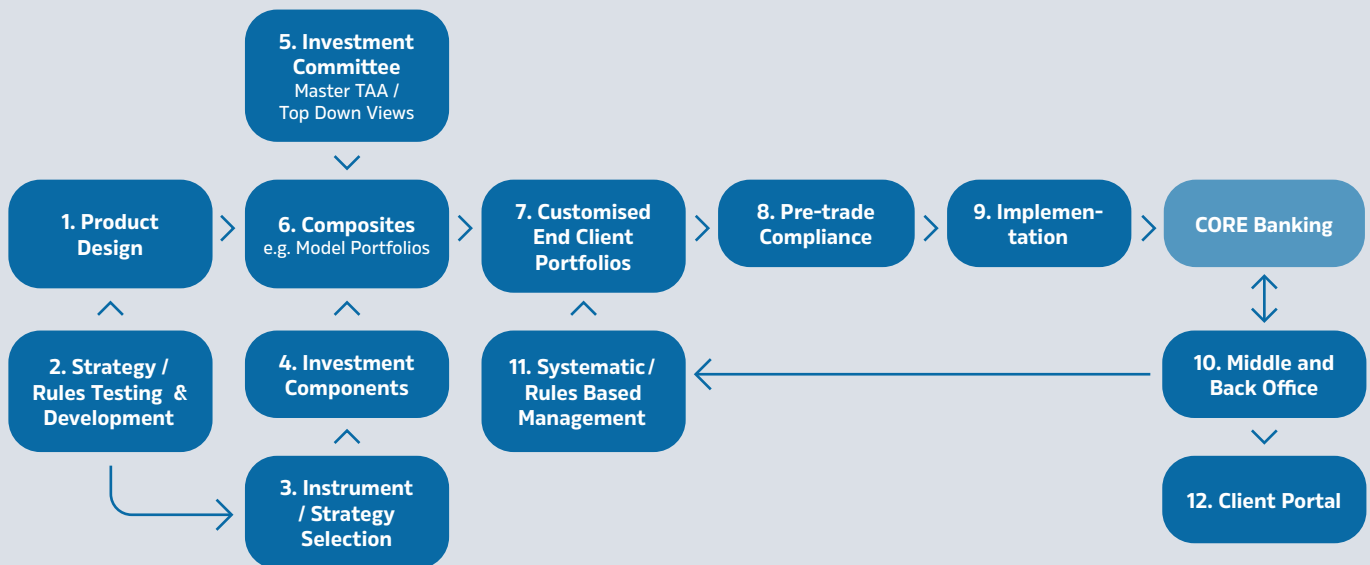 5. Investment
Committee
Master TAA /
Top Down Views
1. Product
Design
6. Composites
e.g. Model Portfolios
7. Customised
End Client
Portfolios
8. Pre-trade
Compliance
9. Implemen-
tation
CORE Banking
2. Strategy /
Rules Testing &
Development
4. Investment
Components
11. Systematic /
Rules Based
Management
10. Middle and
Back Office
3. Instrument
/ Strategy
Selection
12. Client Portal